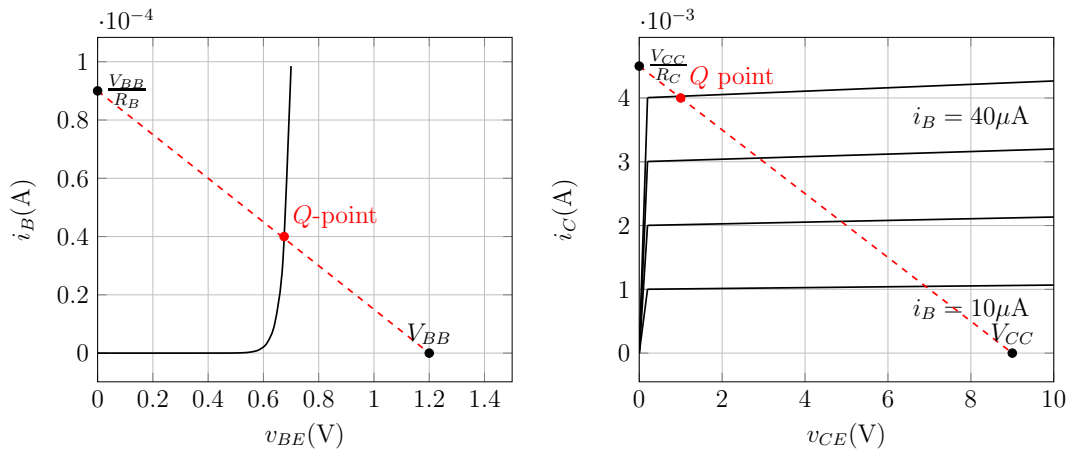 ·10⁻⁴
1
0.8
0.6
0.4
0.2
0
0
0.2
0.4
0.6
0.8
1
1.2
1.4
i_B(A)
v_BE(V)
V_BB/R_B
Q-point
V_BB
·10⁻³
4
3
2
1
0
0
2
4
6
8
10
i_C(A)
v_CE(V)
V_CC/R_C
Q point
i_B = 40μA
i_B = 10μA
V_CC